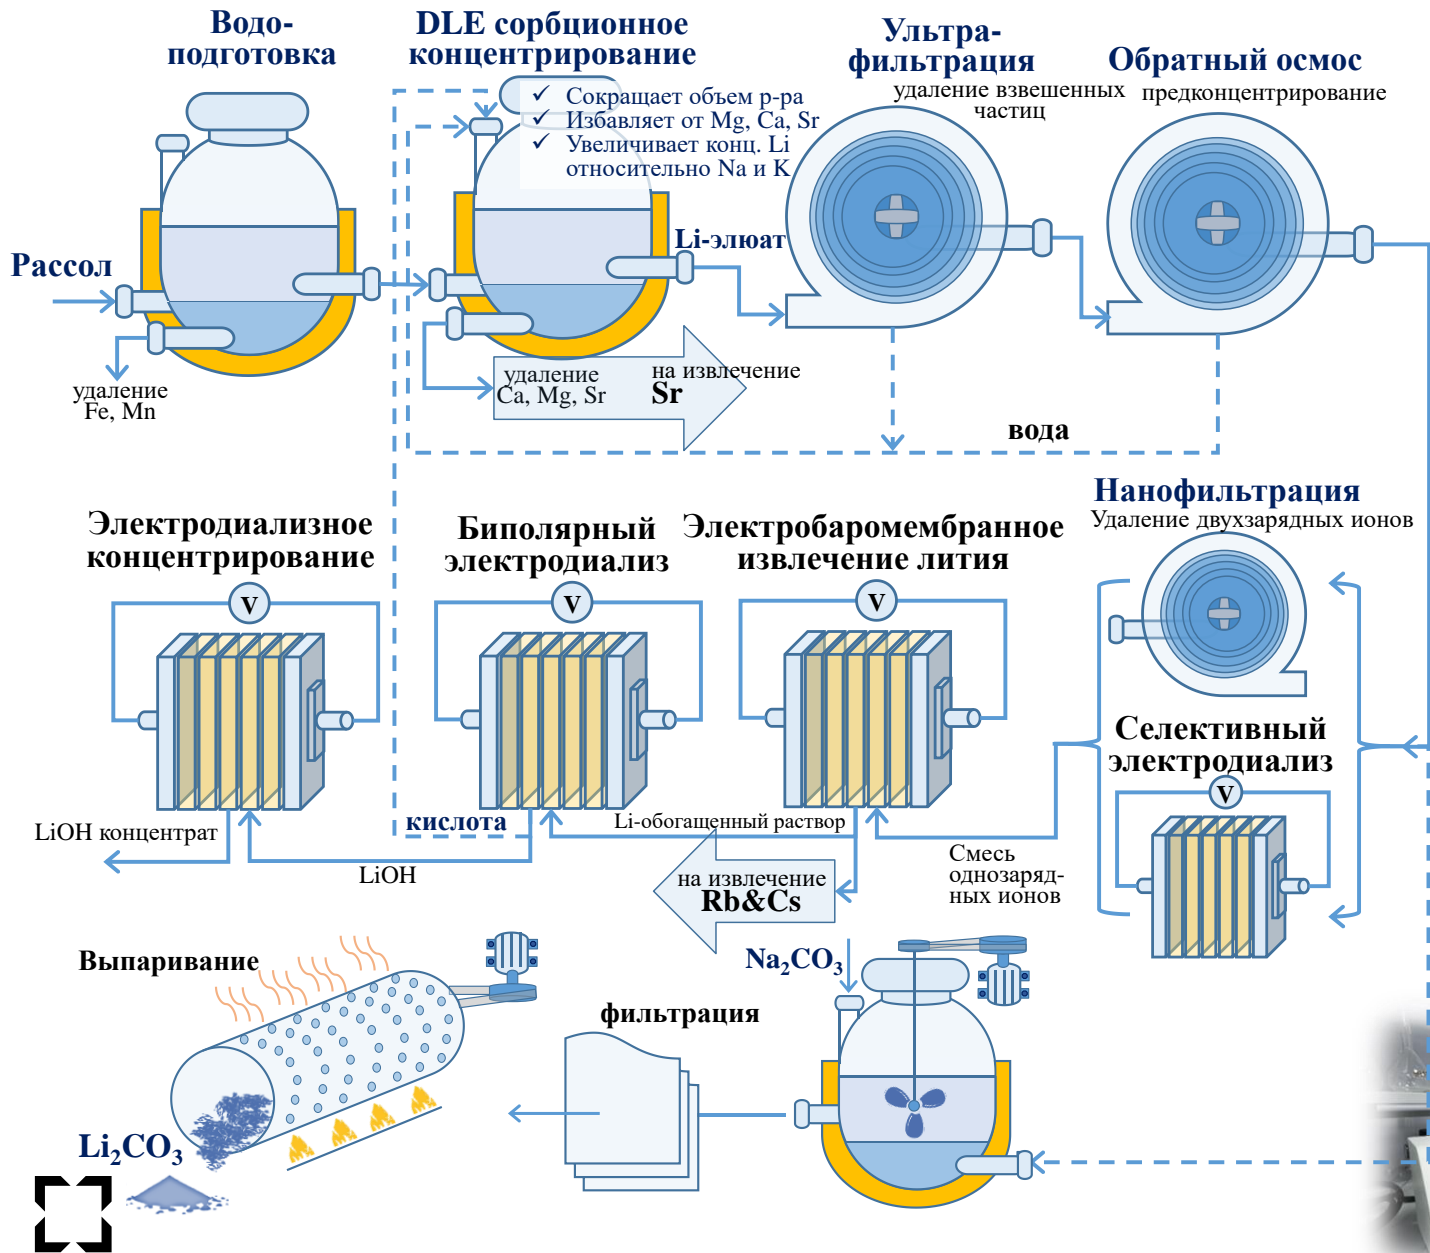 Водо-
подготовка
DLE сорбционное
концентрирование
✓ Сокращает объем р-ра
✓ Избавляет от Mg, Ca, Sr
✓ Увеличивает конц. Li
относительно Na и K
Ультра-
фильтрация
удаление взвешенных
частиц
Обратный осмос
предконцентрирование
Рассол
Li-элюат
удаление
Fe, Mn
удаление
Ca, Mg, Sr
на извлечение
Sr
вода
Электродиализное
концентрирование
Биполярный
электродиализ
Электробаромембранное
извлечение лития
Нанофильтрация
Удаление двухзарядных ионов
V
V
V
Селективный
электродиализ
V
LiOH концентрат
кислота
LiOH
Li-обогащенный раствор
Смесь
однозаряд-
ных ионов
на извлечение
Rb&Cs
Выпаривание
Na₂CO₃
фильтрация
Li₂CO₃